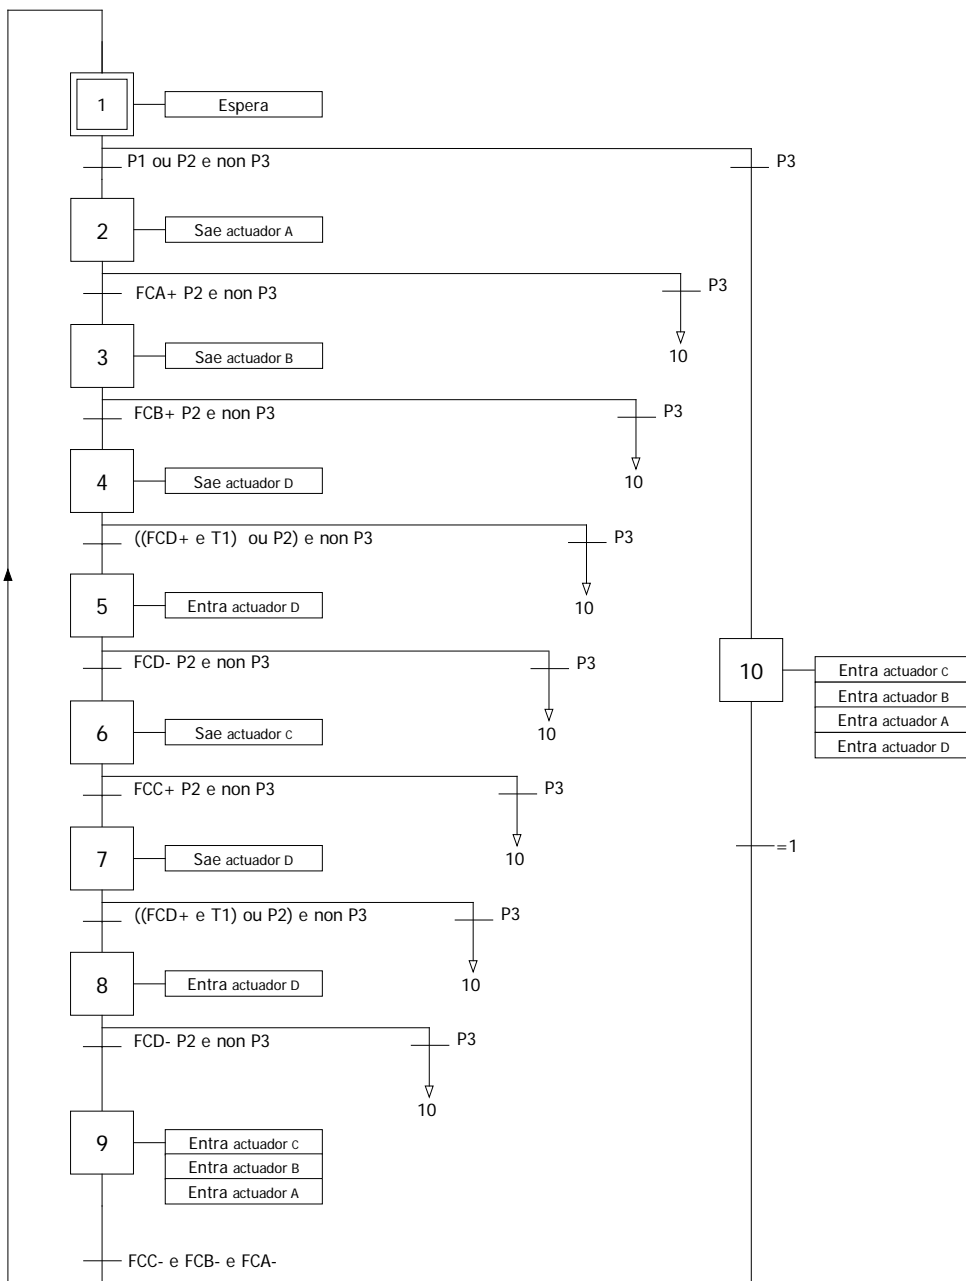 1
Espera
P1 ou P2 e non P3
P3
2
Sae actuador A
FCA+ P2 e non P3
P3
10
3
Sae actuador B
FCB+ P2 e non P3
P3
10
4
Sae actuador D
((FCD+ e T1) ou P2) e non P3
P3
10
5
Entra actuador D
FCD- P2 e non P3
P3
10
10
Entra actuador C
Entra actuador B
Entra actuador A
Entra actuador D
6
Sae actuador C
FCC+ P2 e non P3
P3
10
=1
7
Sae actuador D
((FCD+ e T1) ou P2) e non P3
P3
10
8
Entra actuador D
FCD- P2 e non P3
P3
10
9
Entra actuador C
Entra actuador B
Entra actuador A
FCC- e FCB- e FCA-